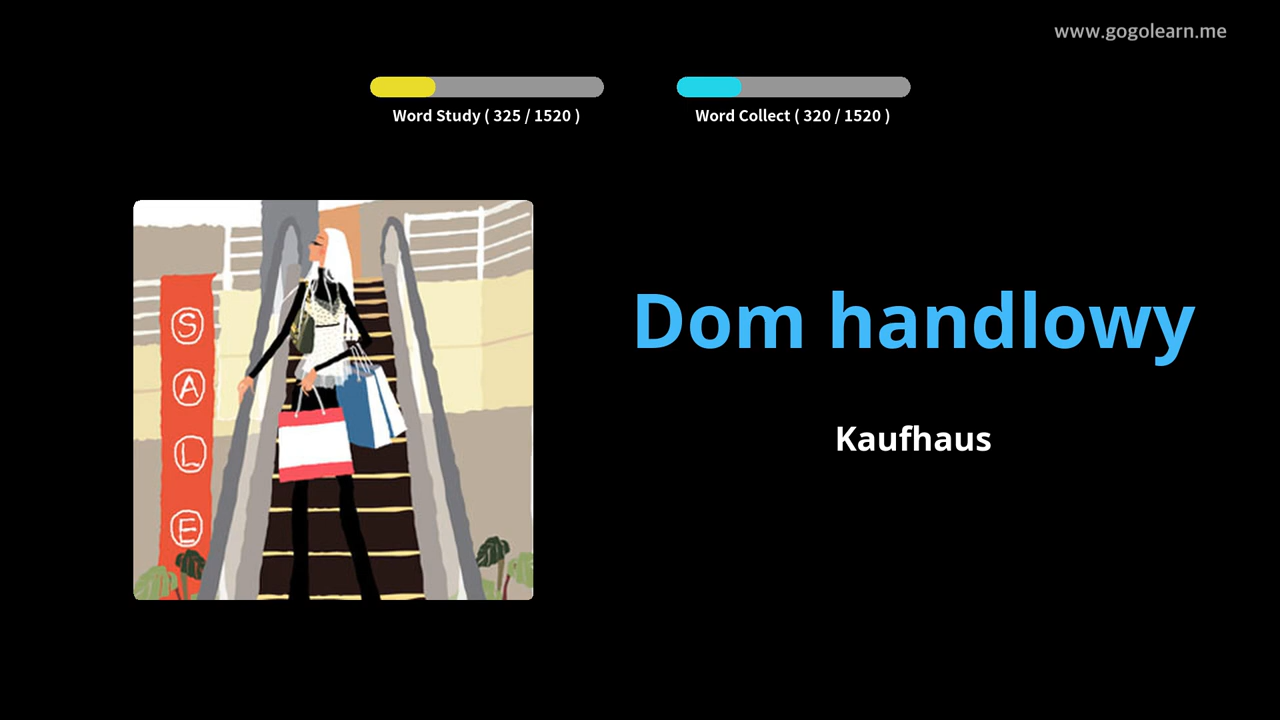 www.gogolearn.me
Word Study ( 325 / 1520 )
Word Collect ( 320 / 1520 )
S
A
L
E
Dom handlowy
Kaufhaus